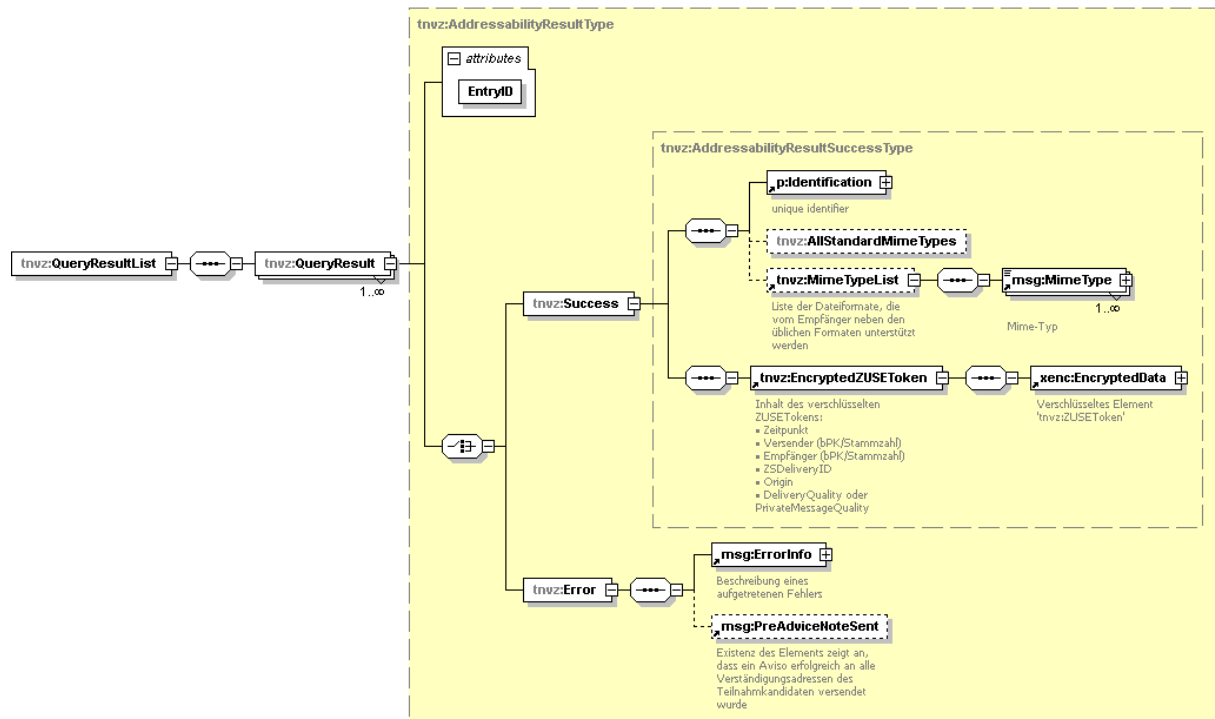 tnvz:AddressabilityResultType
attributes
EntryID
tnvz:AddressabilityResultSuccessType
p:Identification
unique identifier
tnvz:AllStandardMimeTypes
tnvz:QueryResultList
tnvz:QueryResult
1..∞
tnvz:MimeTypeList
msg:MimeType
1..∞
Liste der Dateiformate, die
vom Empfänger neben den
üblichen Formaten unterstützt
werden
Mime-Typ
tnvz:Success
tnvz:EncryptedZUSEToken
xenc:EncryptedData
Inhalt des verschlüsselten
ZUSETokens:
▪ Zeitpunkt
▪ Versender (bPK/Stammzahl)
▪ Empfänger (bPK/Stammzahl)
▪ ZSDeliveryID
▪ Origin
▪ DeliveryQuality oder
PrivateMessageQuality
Verschlüsseltes Element
'tnvz:ZUSEToken'
msg:ErrorInfo
Beschreibung eines
aufgetretenen Fehlers
tnvz:Error
msg:PreAdviceNoteSent
Existenz des Elements zeigt an,
dass ein Aviso erfolgreich an alle
Verständigungsadressen des
Teilnahmkandidaten versendet
wurde